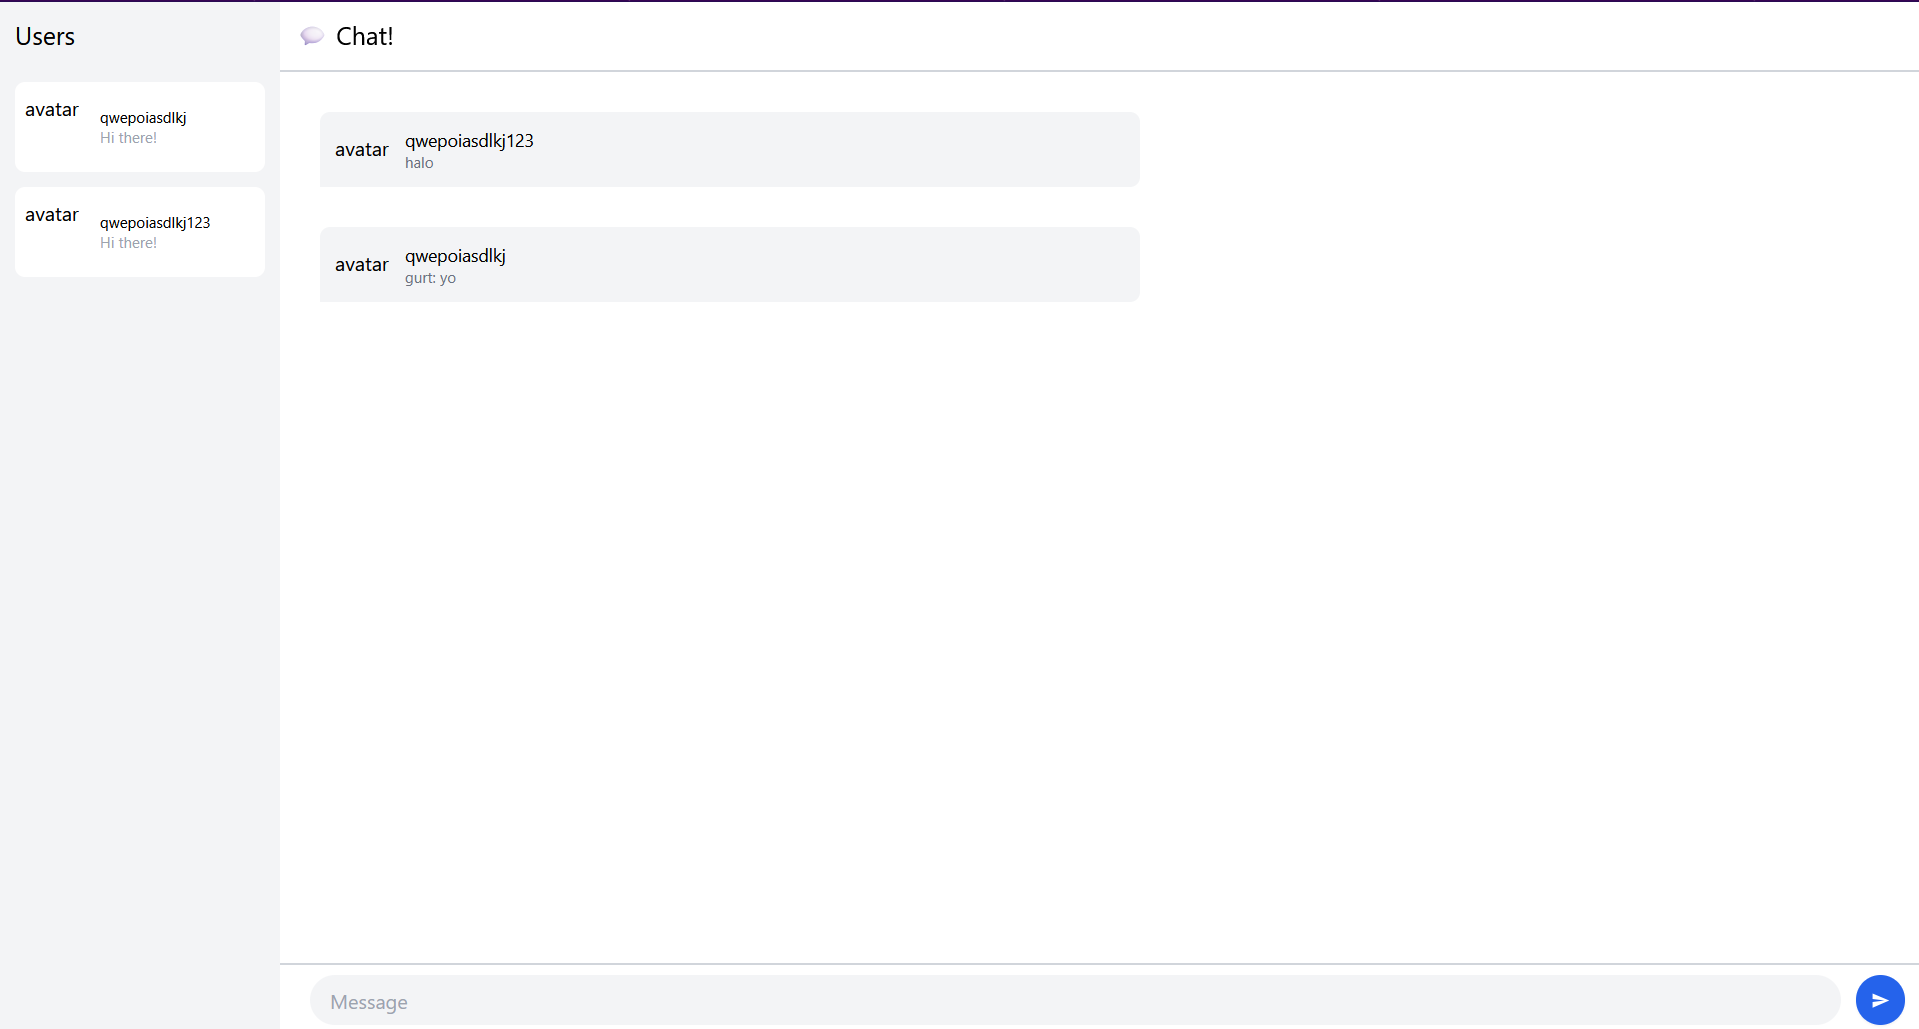 Users
avatar
qwepoiasdlkj
Hi there!
avatar
qwepoiasdlkj123
Hi there!
Chat!
avatar
qwepoiasdlkj123
halo
avatar
qwepoiasdlkj
gurt: yo
Message